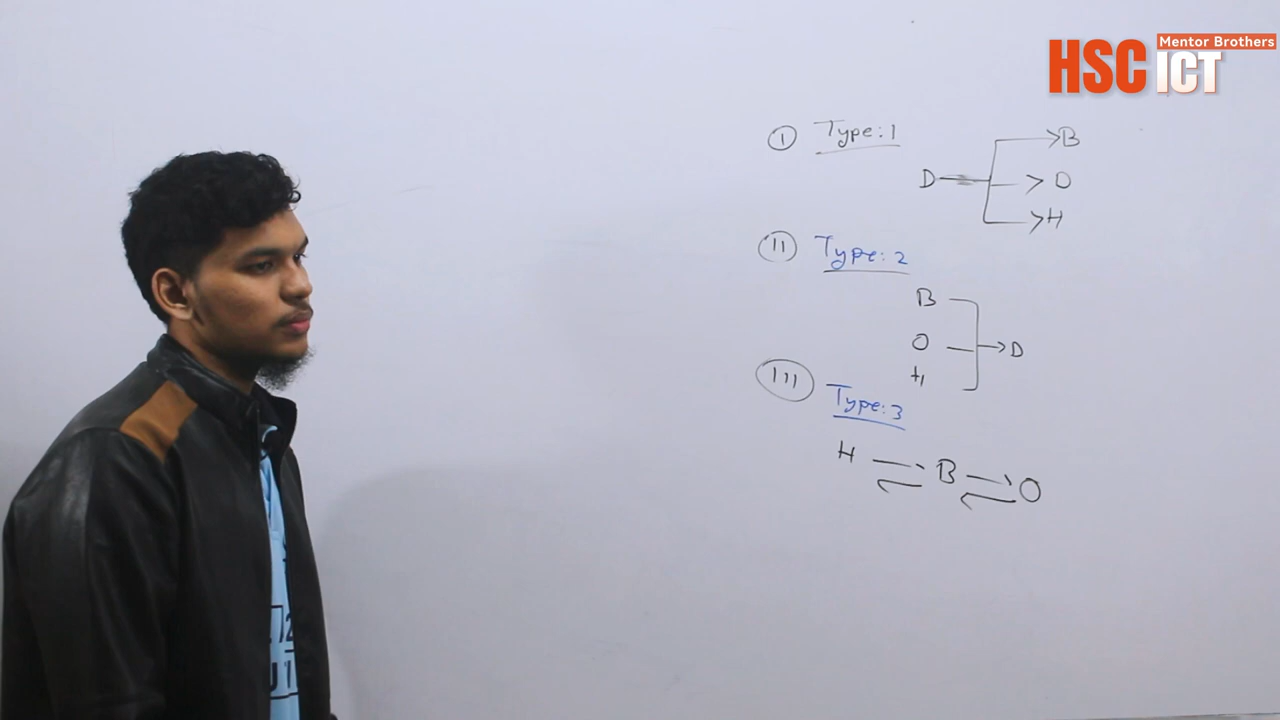 Mentor Brothers
HSC ICT
I Type: 1
B
D → D
H
II Type: 2
B
O → D
H
III Type: 3
H ⇌ B ⇌ O